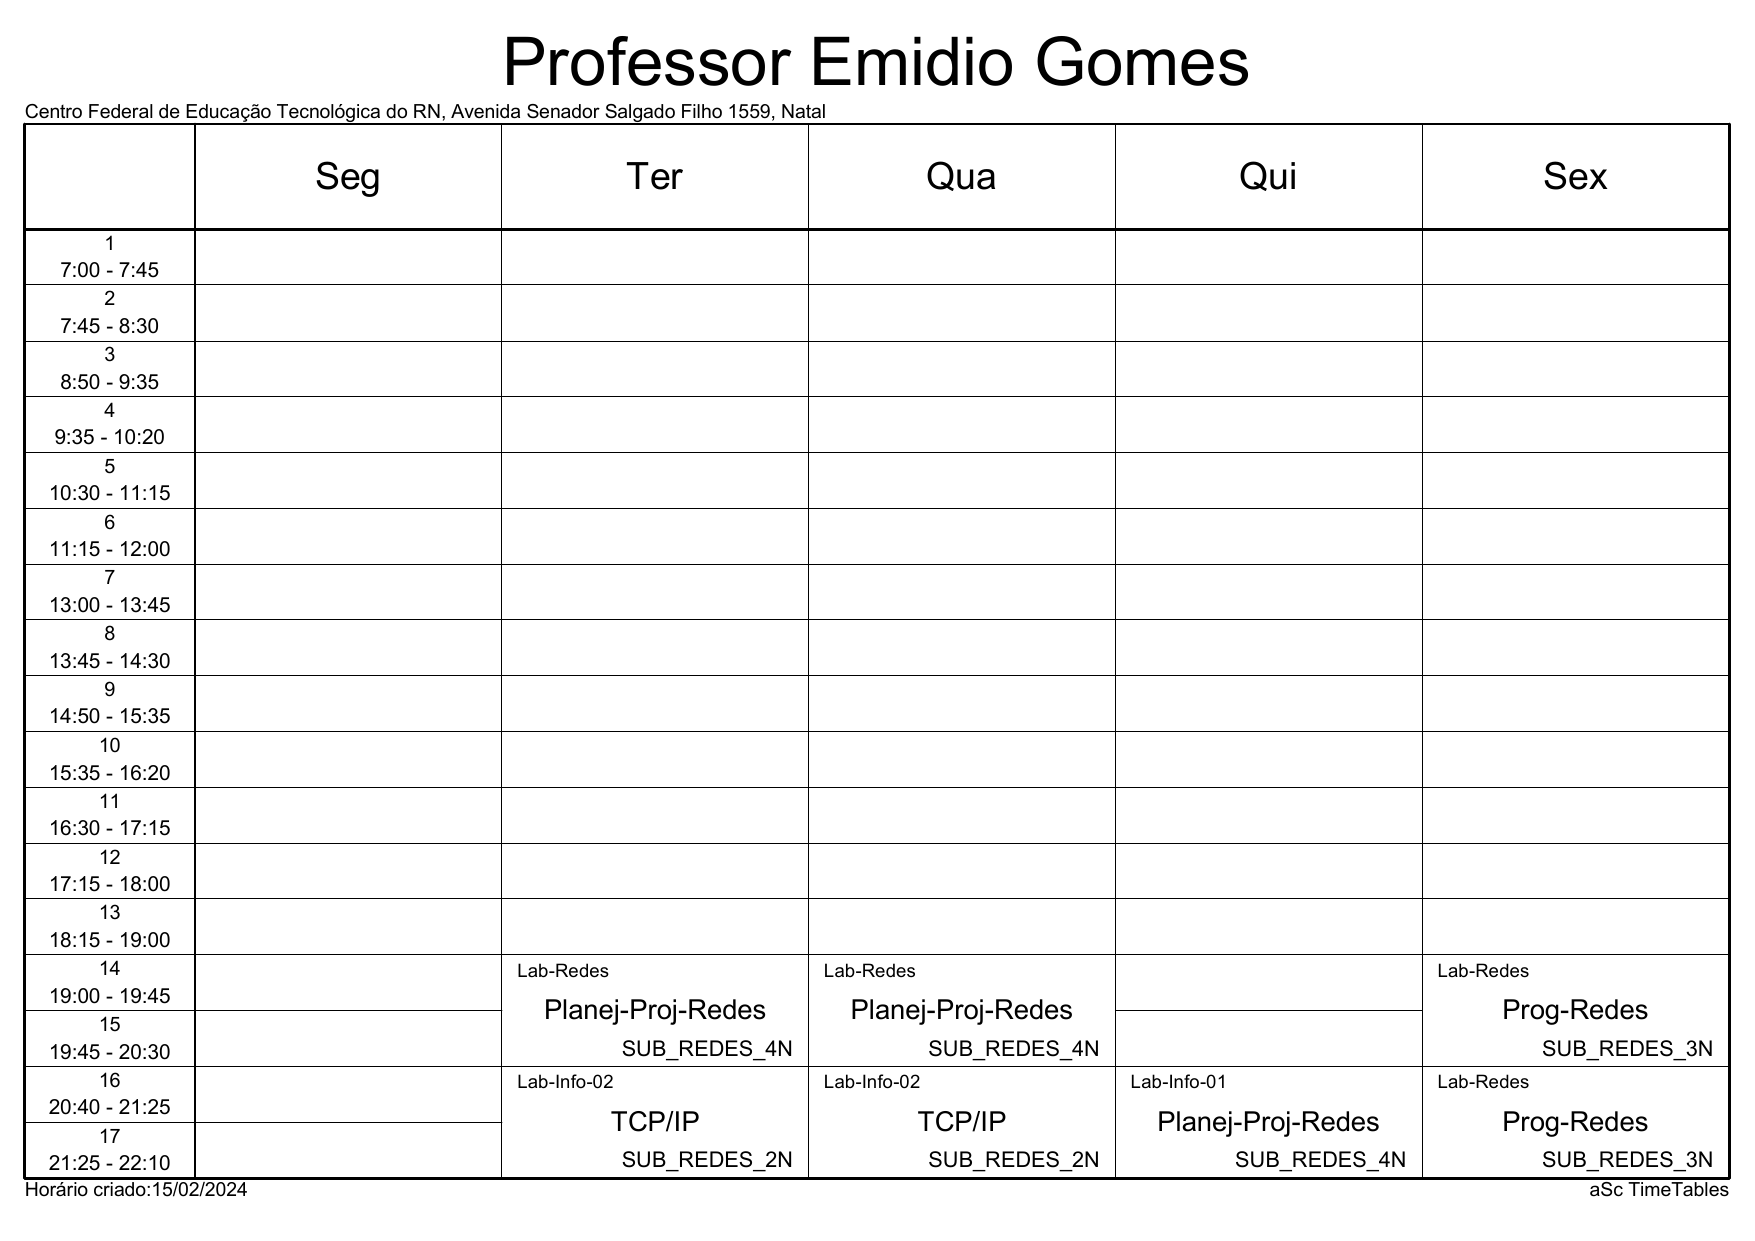 Professor Emidio Gomes
Centro Federal de Educação Tecnológica do RN, Avenida Senador Salgado Filho 1559, Natal
Seg Ter Qua Qui Sex
1
7:00 - 7:45
2
7:45 - 8:30
3
8:50 - 9:35
4
9:35 - 10:20
5
10:30 - 11:15
6
11:15 - 12:00
7
13:00 - 13:45
8
13:45 - 14:30
9
14:50 - 15:35
10
15:35 - 16:20
11
16:30 - 17:15
12
17:15 - 18:00
13
18:15 - 19:00
14
19:00 - 19:45
15
19:45 - 20:30
Lab-Redes
Planej-Proj-Redes
SUB_REDES_4N
Lab-Redes
Planej-Proj-Redes
SUB_REDES_4N
Lab-Redes
Prog-Redes
SUB_REDES_3N
16
20:40 - 21:25
17
21:25 - 22:10
Lab-Info-02
TCP/IP
SUB_REDES_2N
Lab-Info-02
TCP/IP
SUB_REDES_2N
Lab-Info-01
Planej-Proj-Redes
SUB_REDES_4N
Lab-Redes
Prog-Redes
SUB_REDES_3N
Horário criado:15/02/2024
aSc TimeTables